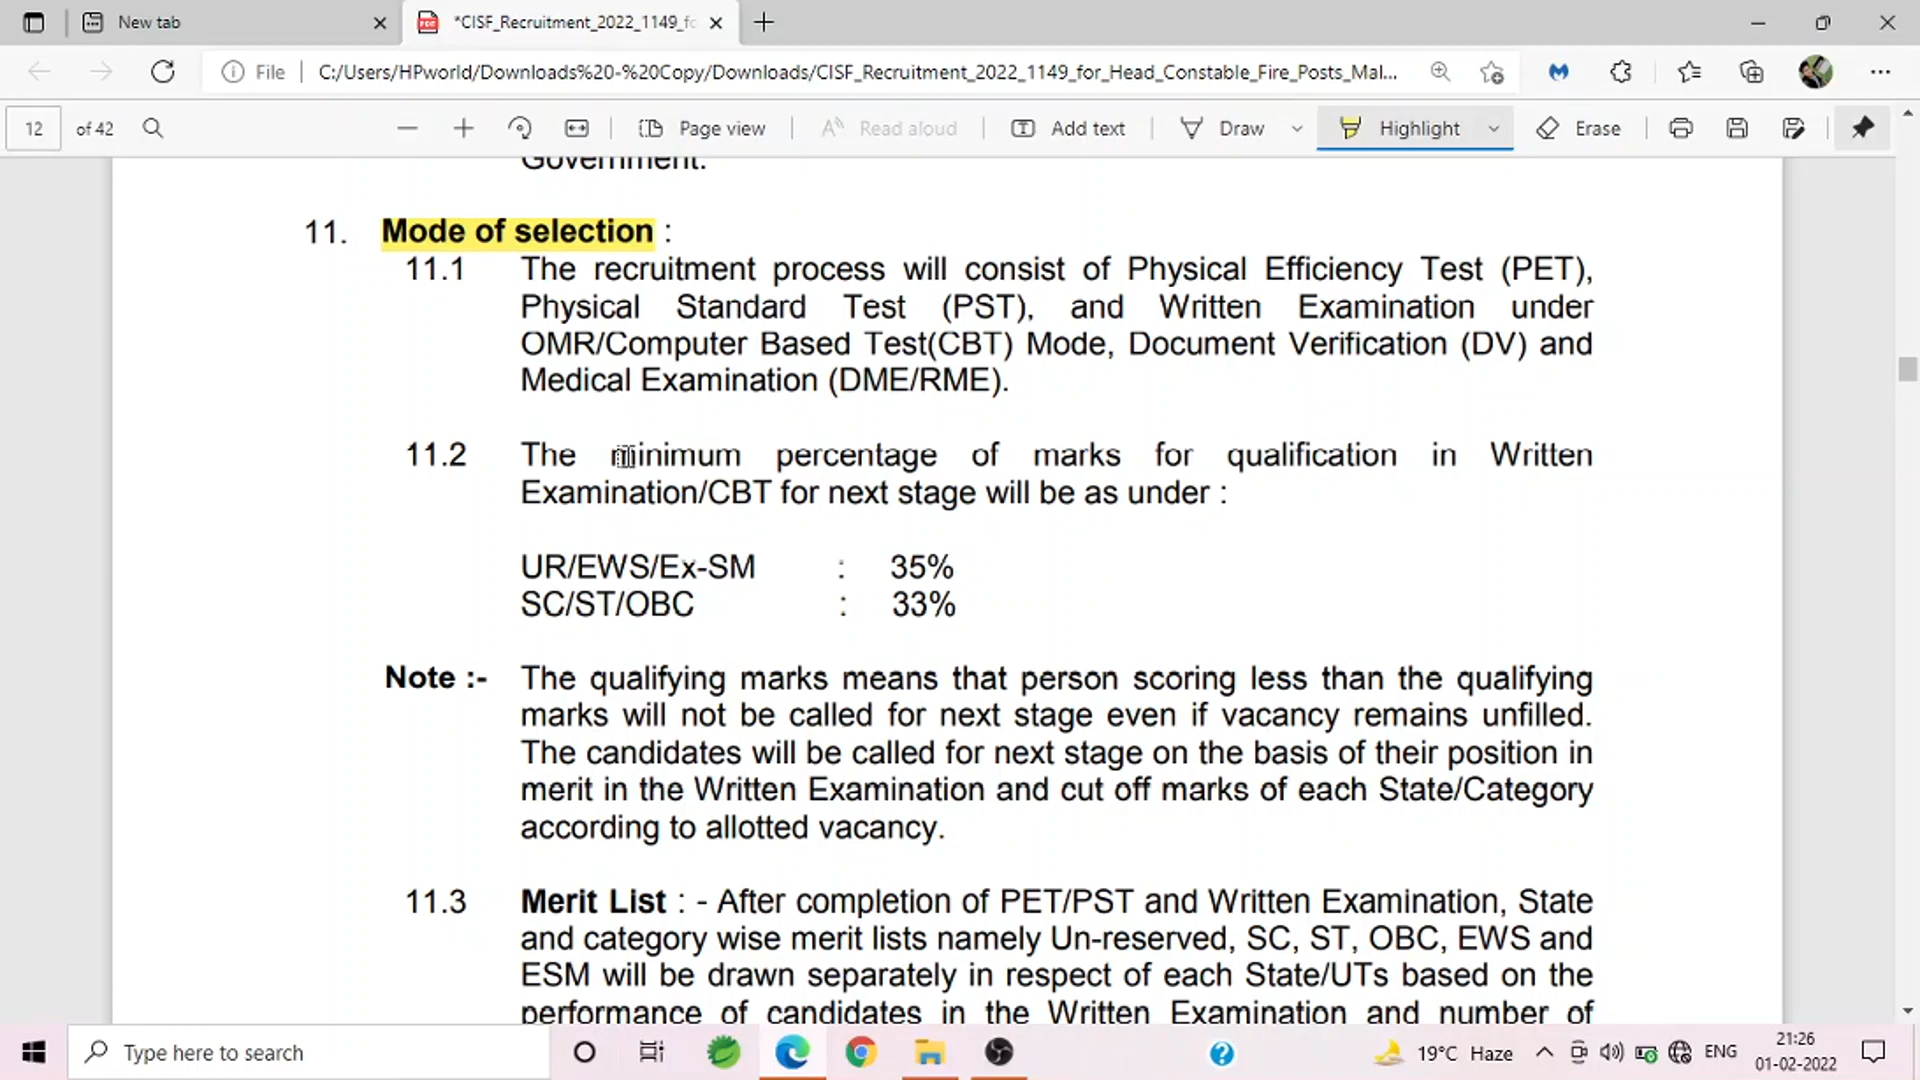 New tab
*CISF_Recruitment_2022_1149_fo
File
C:/Users/HPworld/Downloads%20-%20Copy/Downloads/CISF_Recruitment_2022_1149_for_Head_Constable_Fire_Posts_Mal...
12 of 42
Page view
Read aloud
Add text
Draw
Highlight
Erase
Government.
11. Mode of selection :
11.1 The recruitment process will consist of Physical Efficiency Test (PET),
Physical Standard Test (PST), and Written Examination under
OMR/Computer Based Test(CBT) Mode, Document Verification (DV) and
Medical Examination (DME/RME).
11.2 The minimum percentage of marks for qualification in Written
Examination/CBT for next stage will be as under :
UR/EWS/Ex-SM : 35%
SC/ST/OBC : 33%
Note :- The qualifying marks means that person scoring less than the qualifying
marks will not be called for next stage even if vacancy remains unfilled.
The candidates will be called for next stage on the basis of their position in
merit in the Written Examination and cut off marks of each State/Category
according to allotted vacancy.
11.3 Merit List : - After completion of PET/PST and Written Examination, State
and category wise merit lists namely Un-reserved, SC, ST, OBC, EWS and
ESM will be drawn separately in respect of each State/UTs based on the
performance of candidates in the Written Examination and number of
Type here to search
19°C Haze
ENG
21:26
01-02-2022